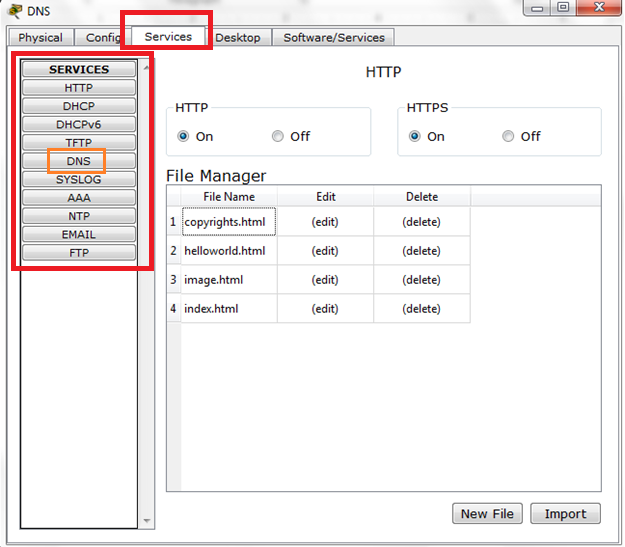 DNS
Physical Config Services Desktop Software/Services
SERVICES
HTTP
DHCP
DHCPv6
TFTP
DNS
SYSLOG
AAA
NTP
EMAIL
FTP
HTTP
HTTP HTTPS
On Off On Off
File Manager
File Name Edit Delete
1 copyrights.html (edit) (delete)
2 helloworld.html (edit) (delete)
3 image.html (edit) (delete)
4 index.html (edit) (delete)
New File Import